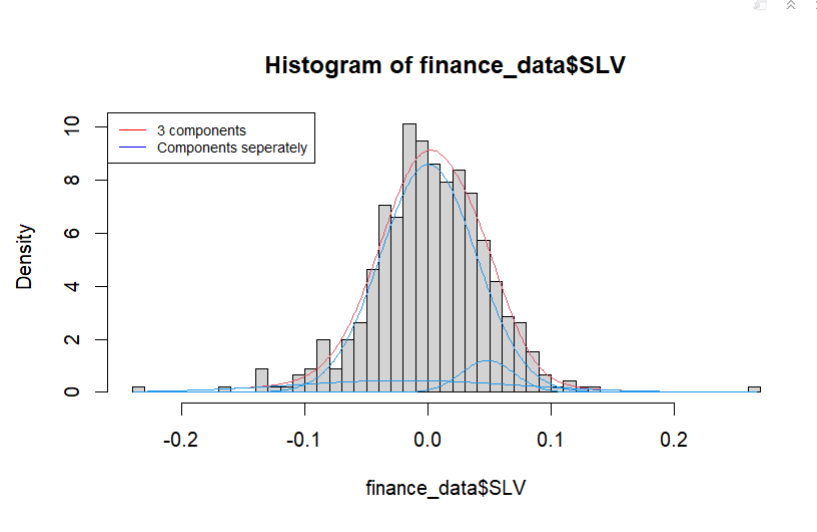 Histogram of finance_data$SLV
3 components
Components seperately
Density
10
8
6
4
2
0
-0.2 -0.1 0.0 0.1 0.2
finance_data$SLV